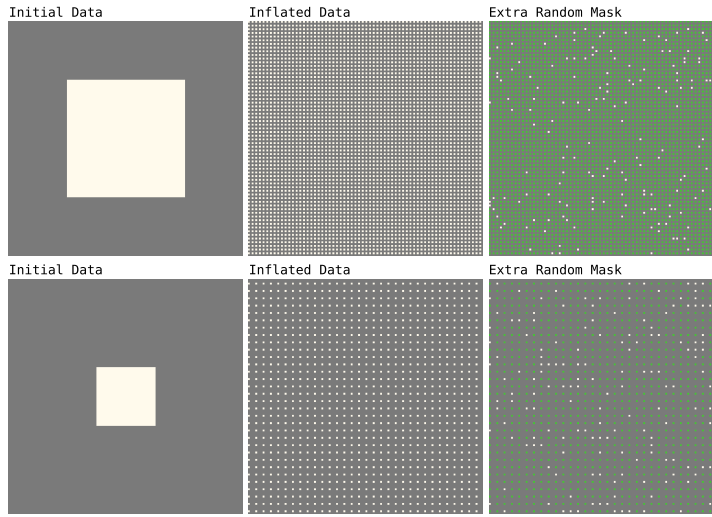 Initial Data
Inflated Data
Extra Random Mask
Initial Data
Inflated Data
Extra Random Mask